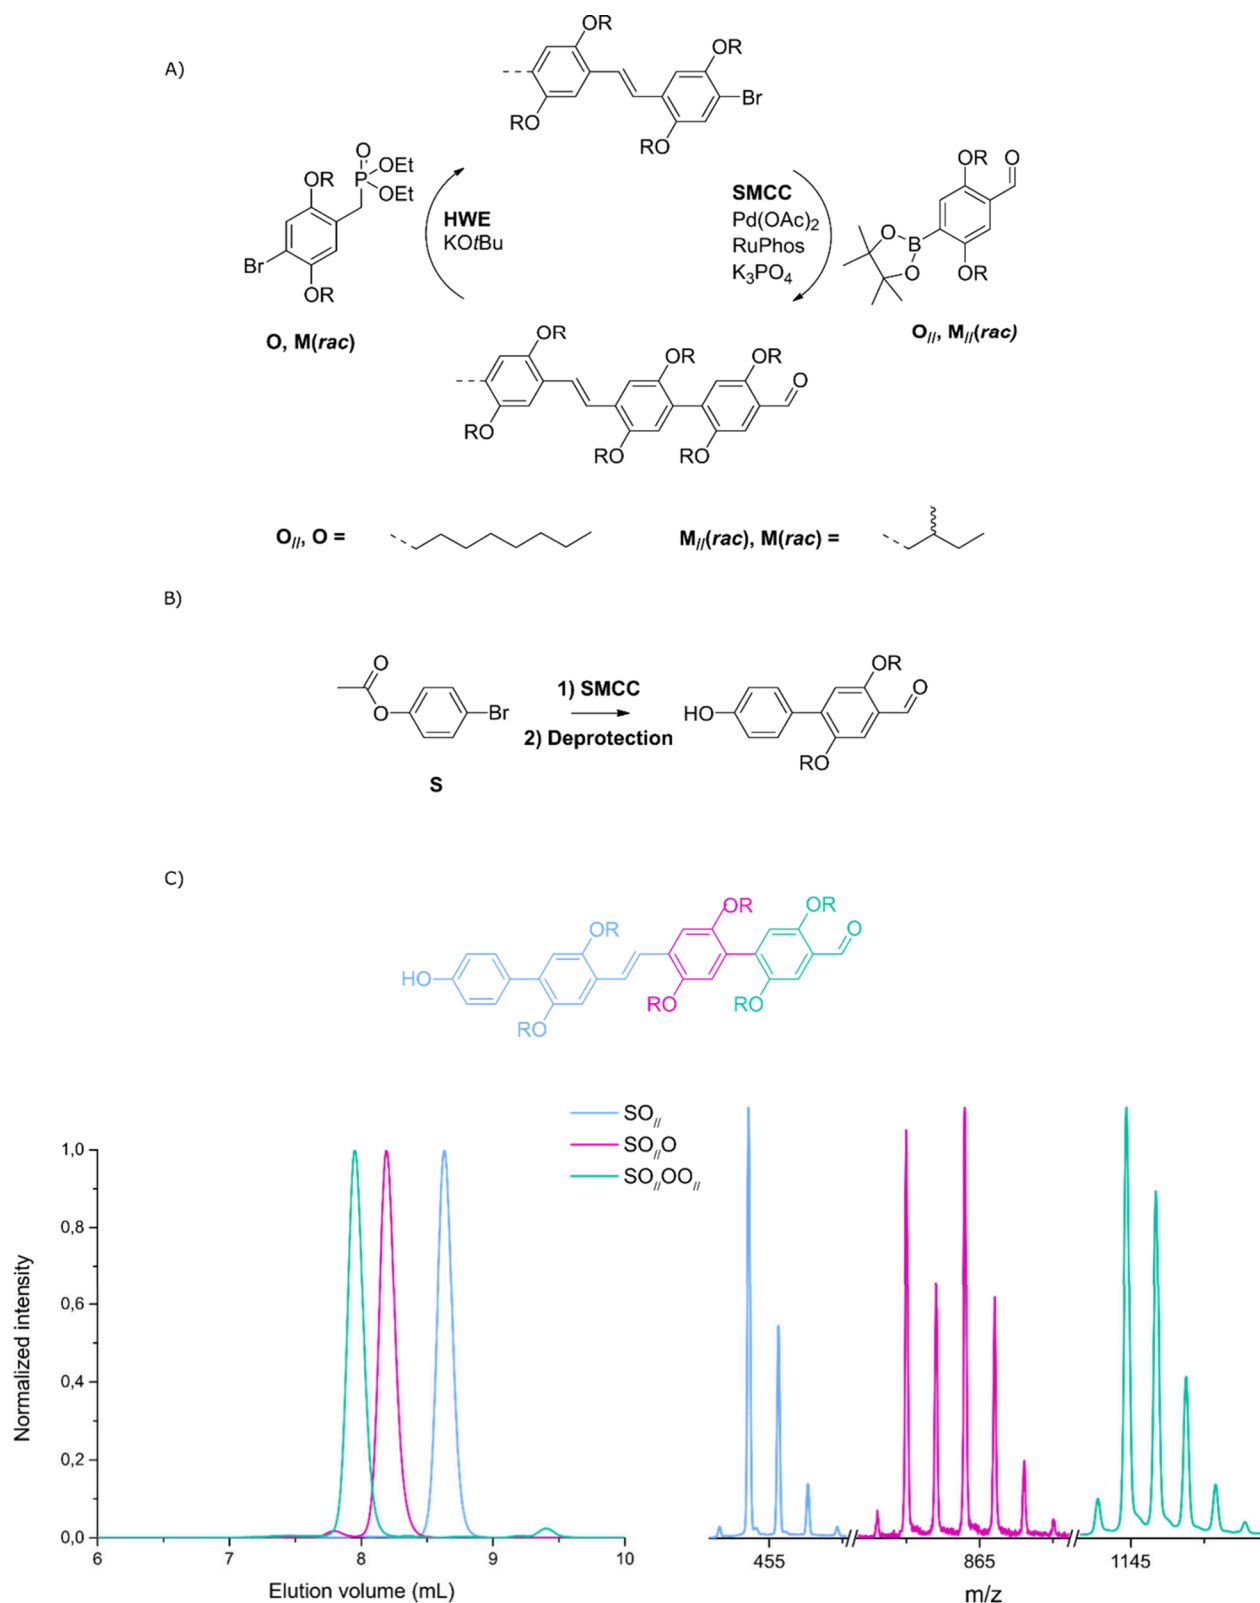 A)
OR
OR
Br
RO
RO
O
OEt
P
OEt
OR
Br
OR
O, M(rac)
HWE
KOtBu
SMCC
Pd(OAc)2
RuPhos
K3PO4
OR
O
O
B
O
OR
O//, M//(rac)
OR
OR
OR
O
RO
RO
RO
O//, O =
M//(rac), M(rac) =
B)
O
O
Br
S
1) SMCC
2) Deprotection
OR
O
HO
RO
C)
OR
OR
OR
O
HO
RO
RO
RO
SO//
SO//O
SO//OO//
1,0
0,8
0,6
0,4
0,2
0,0
Normalized intensity
6
7
8
9
10
Elution volume (mL)
455
865
1145
m/z